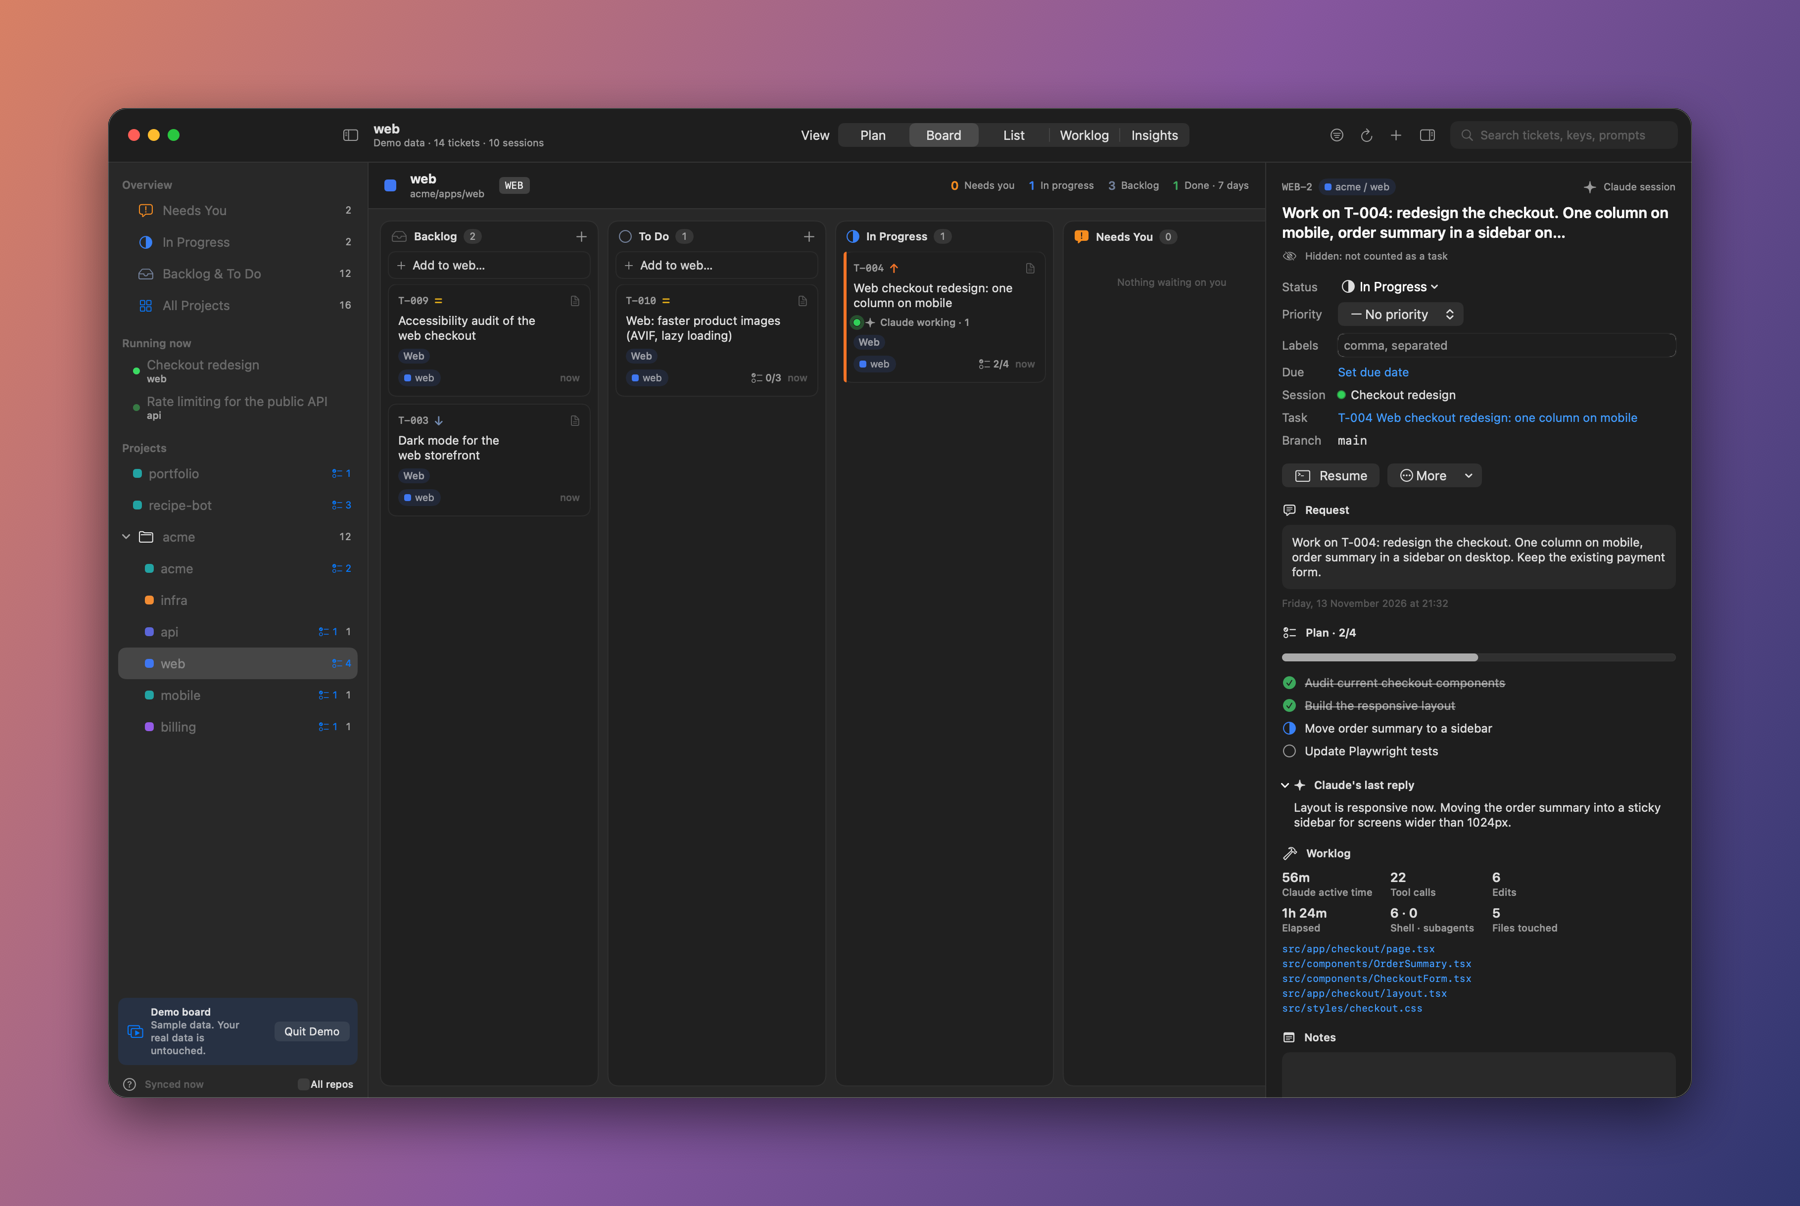 web
Demo data · 14 tickets · 10 sessions
View
Plan
Board
List
Worklog
Insights
Search tickets, keys, prompts
Overview
Needs You 2
In Progress 2
Backlog & To Do 12
All Projects 16
Running now
Checkout redesign
web
Rate limiting for the public API
api
Projects
portfolio 1
recipe-bot 3
acme 12
acme 2
infra
api 1 1
web 4
mobile 1 1
billing 1 1
Demo board
Sample data. Your
real data is
untouched.
Quit Demo
Synced now
All repos
web
acme/apps/web
WEB
0 Needs you
1 In progress
3 Backlog
1 Done · 7 days
Backlog 2
Add to web...
T-009
Accessibility audit of the
web checkout
Web
web
now
T-003
Dark mode for the
web storefront
Web
web
now
To Do 1
Add to web...
T-010
Web: faster product images
(AVIF, lazy loading)
Web
web
0/3 now
In Progress 1
T-004
Web checkout redesign: one
column on mobile
Claude working · 1
Web
web
2/4 now
Needs You 0
Nothing waiting on you
WEB-2
acme / web
Claude session
Work on T-004: redesign the checkout. One column on
mobile, order summary in a sidebar on...
Hidden: not counted as a task
Status In Progress
Priority — No priority
Labels comma, separated
Due Set due date
Session Checkout redesign
Task T-004 Web checkout redesign: one column on mobile
Branch main
Resume
More
Request
Work on T-004: redesign the checkout. One column on mobile,
order summary in a sidebar on desktop. Keep the existing payment
form.
Friday, 13 November 2026 at 21:32
Plan · 2/4
Audit current checkout components
Build the responsive layout
Move order summary to a sidebar
Update Playwright tests
Claude's last reply
Layout is responsive now. Moving the order summary into a sticky
sidebar for screens wider than 1024px.
Worklog
56m 22 6
Claude active time Tool calls Edits
1h 24m 6 · 0 5
Elapsed Shell · subagents Files touched
src/app/checkout/page.tsx
src/components/OrderSummary.tsx
src/components/CheckoutForm.tsx
src/app/checkout/layout.tsx
src/styles/checkout.css
Notes